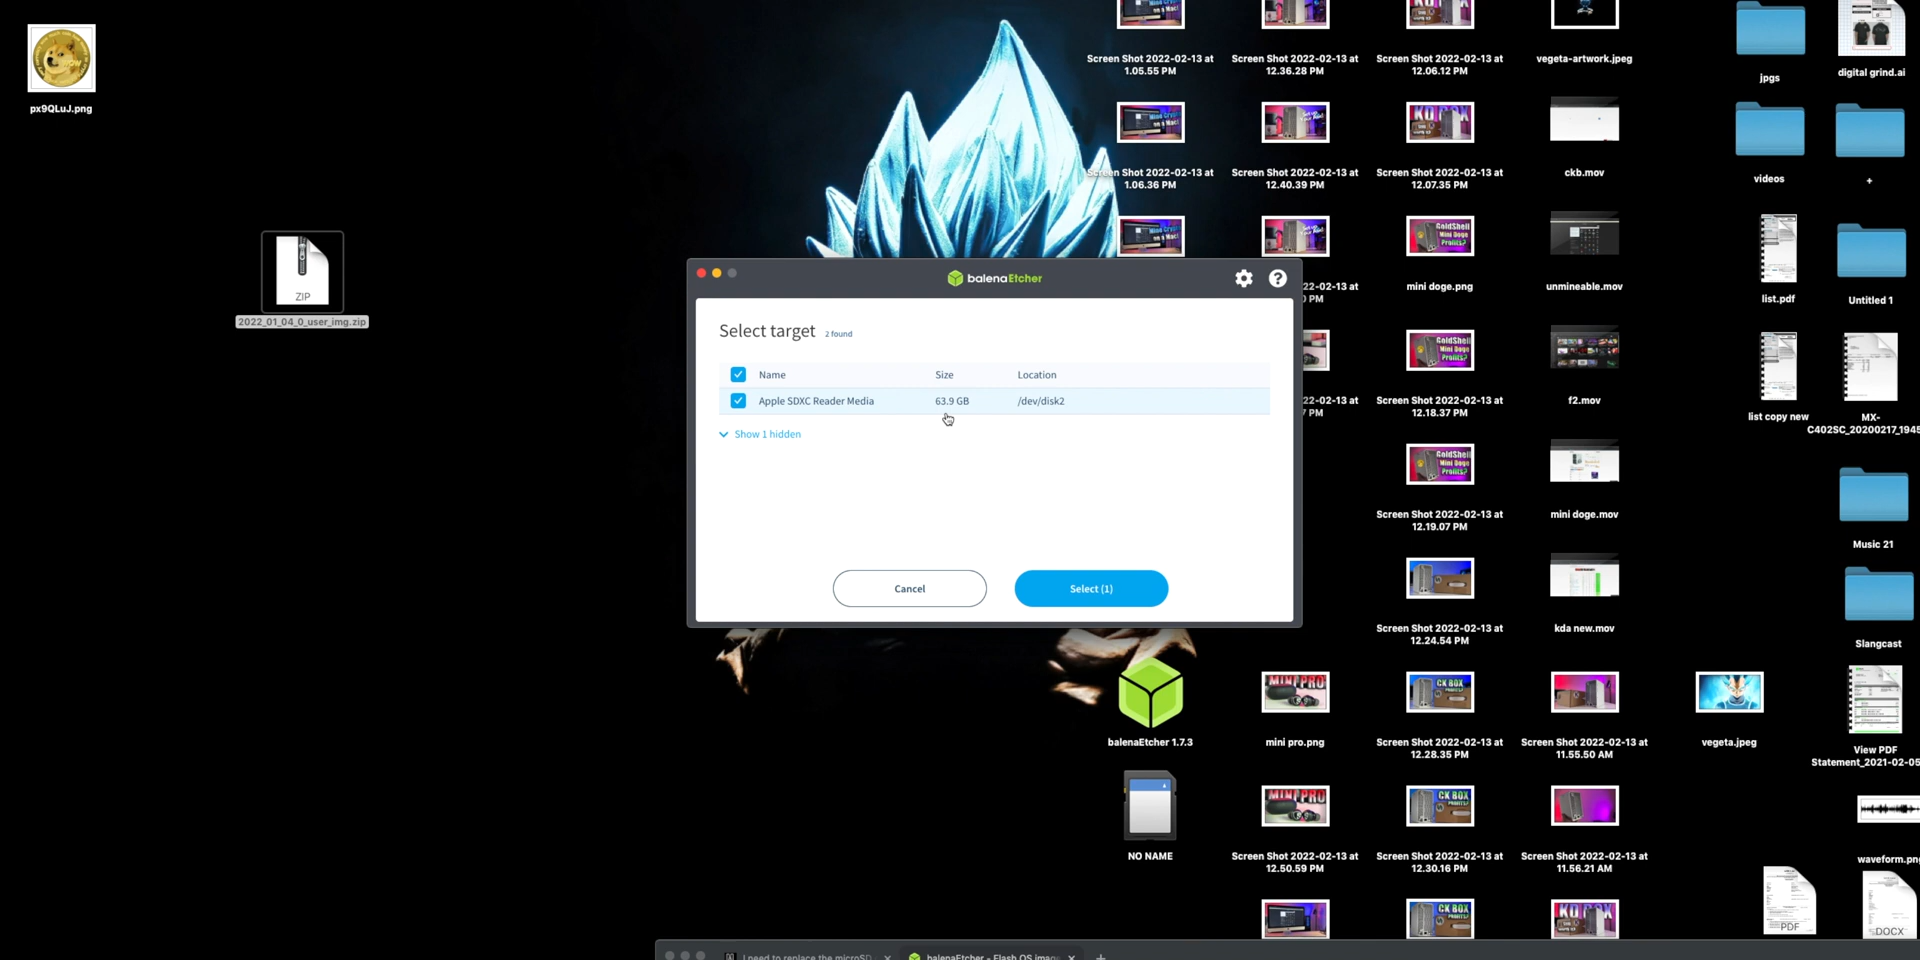 px9QLuJ.png
ZIP
2022_01_04_0_user_img.zip
balenaEtcher
Select target
2 found
Name Size Location
Apple SDXC Reader Media 63.9 GB /dev/disk2
Show 1 hidden
Cancel
Select (1)
Screen Shot 2022-02-13 at
1.05.55 PM
Screen Shot 2022-02-13 at
12.36.28 PM
Screen Shot 2022-02-13 at
12.06.12 PM
vegeta-artwork.jpeg
jpgs
digital grind.ai
Screen Shot 2022-02-13 at
1.06.36 PM
Screen Shot 2022-02-13 at
12.40.39 PM
Screen Shot 2022-02-13 at
12.07.35 PM
ckb.mov
videos
+
mini doge.png
unmineable.mov
list.pdf
Untitled 1
Screen Shot 2022-02-13 at
12.18.37 PM
f2.mov
list copy new
MX-
C402SC_20200217_1945
Screen Shot 2022-02-13 at
12.19.07 PM
mini doge.mov
Music 21
Screen Shot 2022-02-13 at
12.24.54 PM
kda new.mov
Slangcast
balenaEtcher 1.7.3
mini pro.png
Screen Shot 2022-02-13 at
12.28.35 PM
Screen Shot 2022-02-13 at
11.55.50 AM
vegeta.jpeg
View PDF
Statement_2021-02-05
NO NAME
Screen Shot 2022-02-13 at
12.50.59 PM
Screen Shot 2022-02-13 at
12.30.16 PM
Screen Shot 2022-02-13 at
11.56.21 AM
waveform.png
PDF
DOCX
I need to replace the microSD
balenaEtcher - Flash OS image